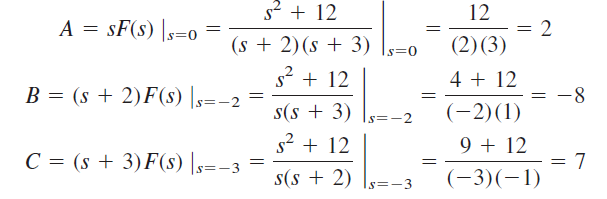 A = sF(s) |s=0 = s² + 12 / (s + 2)(s + 3) |s=0 = 12 / (2)(3) = 2
B = (s + 2)F(s) |s=−2 = s² + 12 / s(s + 3) |s=−2 = 4 + 12 / (−2)(1) = −8
C = (s + 3)F(s) |s=−3 = s² + 12 / s(s + 2) |s=−3 = 9 + 12 / (−3)(−1) = 7